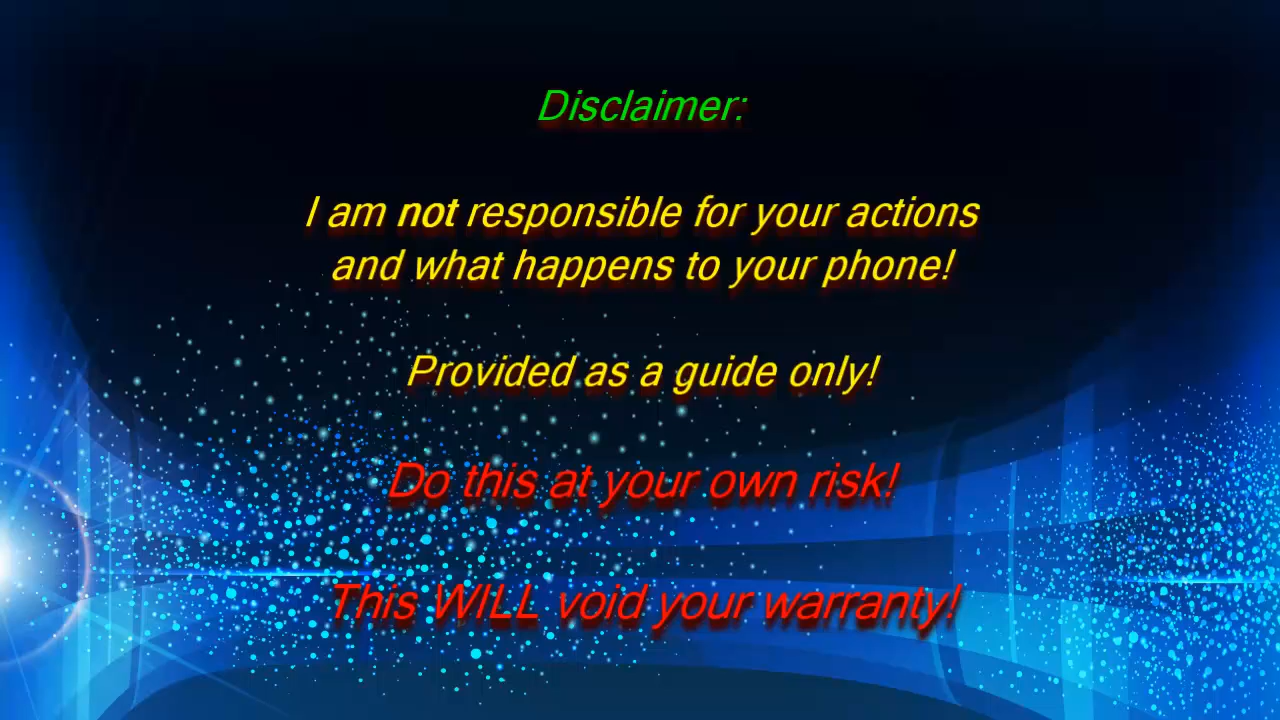 Disclaimer:
I am not responsible for your actions
and what happens to your phone!
Provided as a guide only!
Do this at your own risk!
This WILL void your warranty!